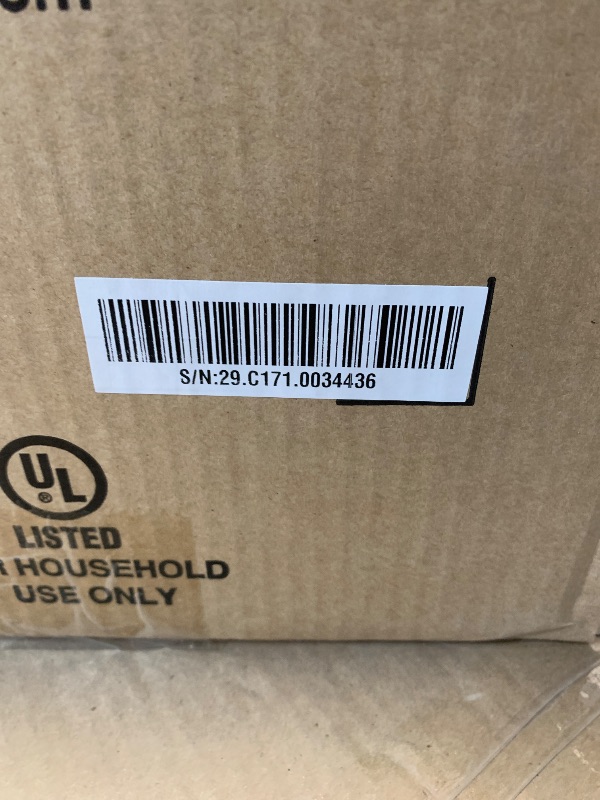 S/N:29.C171.0034436
UL
®
LISTED
HOUSEHOLD
USE ONLY